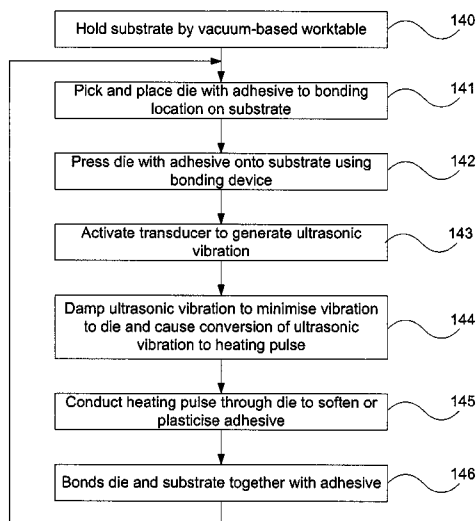 Hold substrate by vacuum-based worktable
140
Pick and place die with adhesive to bonding
location on substrate
141
Press die with adhesive onto substrate using
bonding device
142
Activate transducer to generate ultrasonic
vibration
143
Damp ultrasonic vibration to minimise vibration
to die and cause conversion of ultrasonic
vibration to heating pulse
144
Conduct heating pulse through die to soften or
plasticise adhesive
145
Bonds die and substrate together with adhesive
146